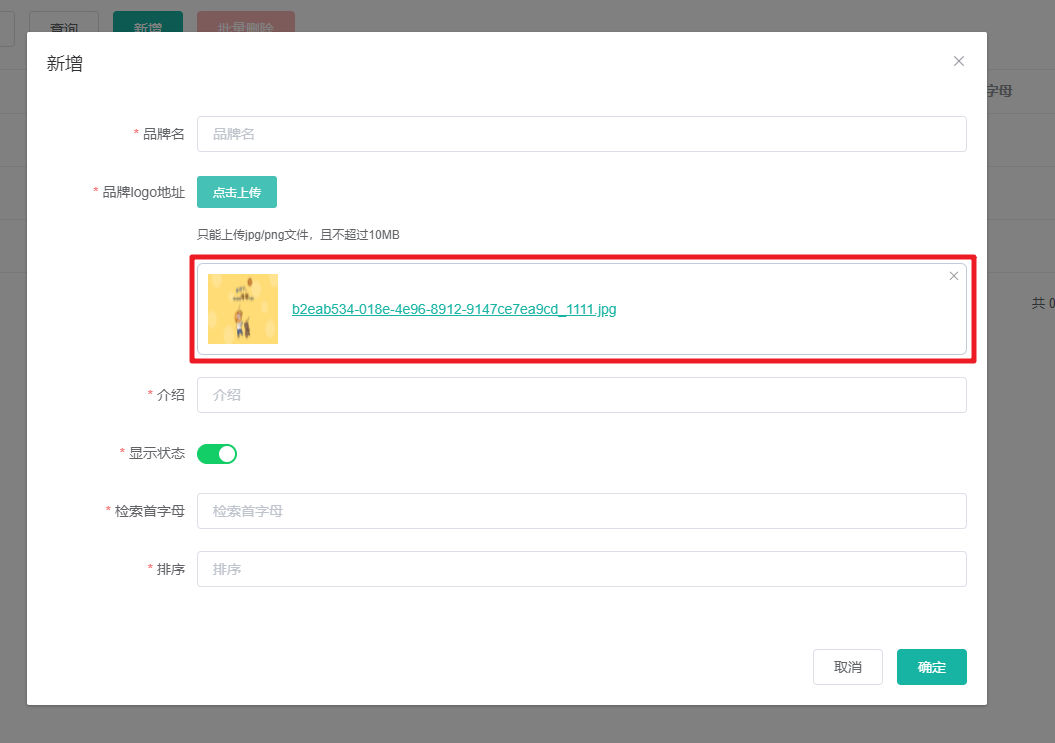 查询 新增 批量删除
新增
字母
* 品牌名 品牌名
* 品牌logo地址 点击上传
只能上传jpg/png文件，且不超过10MB
b2eab534-018e-4e96-8912-9147ce7ea9cd_1111.jpg
共 0
* 介绍 介绍
* 显示状态
* 检索首字母 检索首字母
* 排序 排序
取消 确定